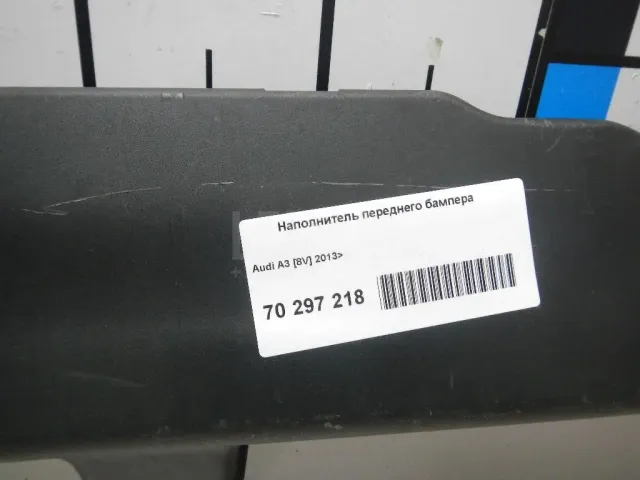 Наполнитель переднего бампера
Audi A3 [8V] 2013>
70 297 218